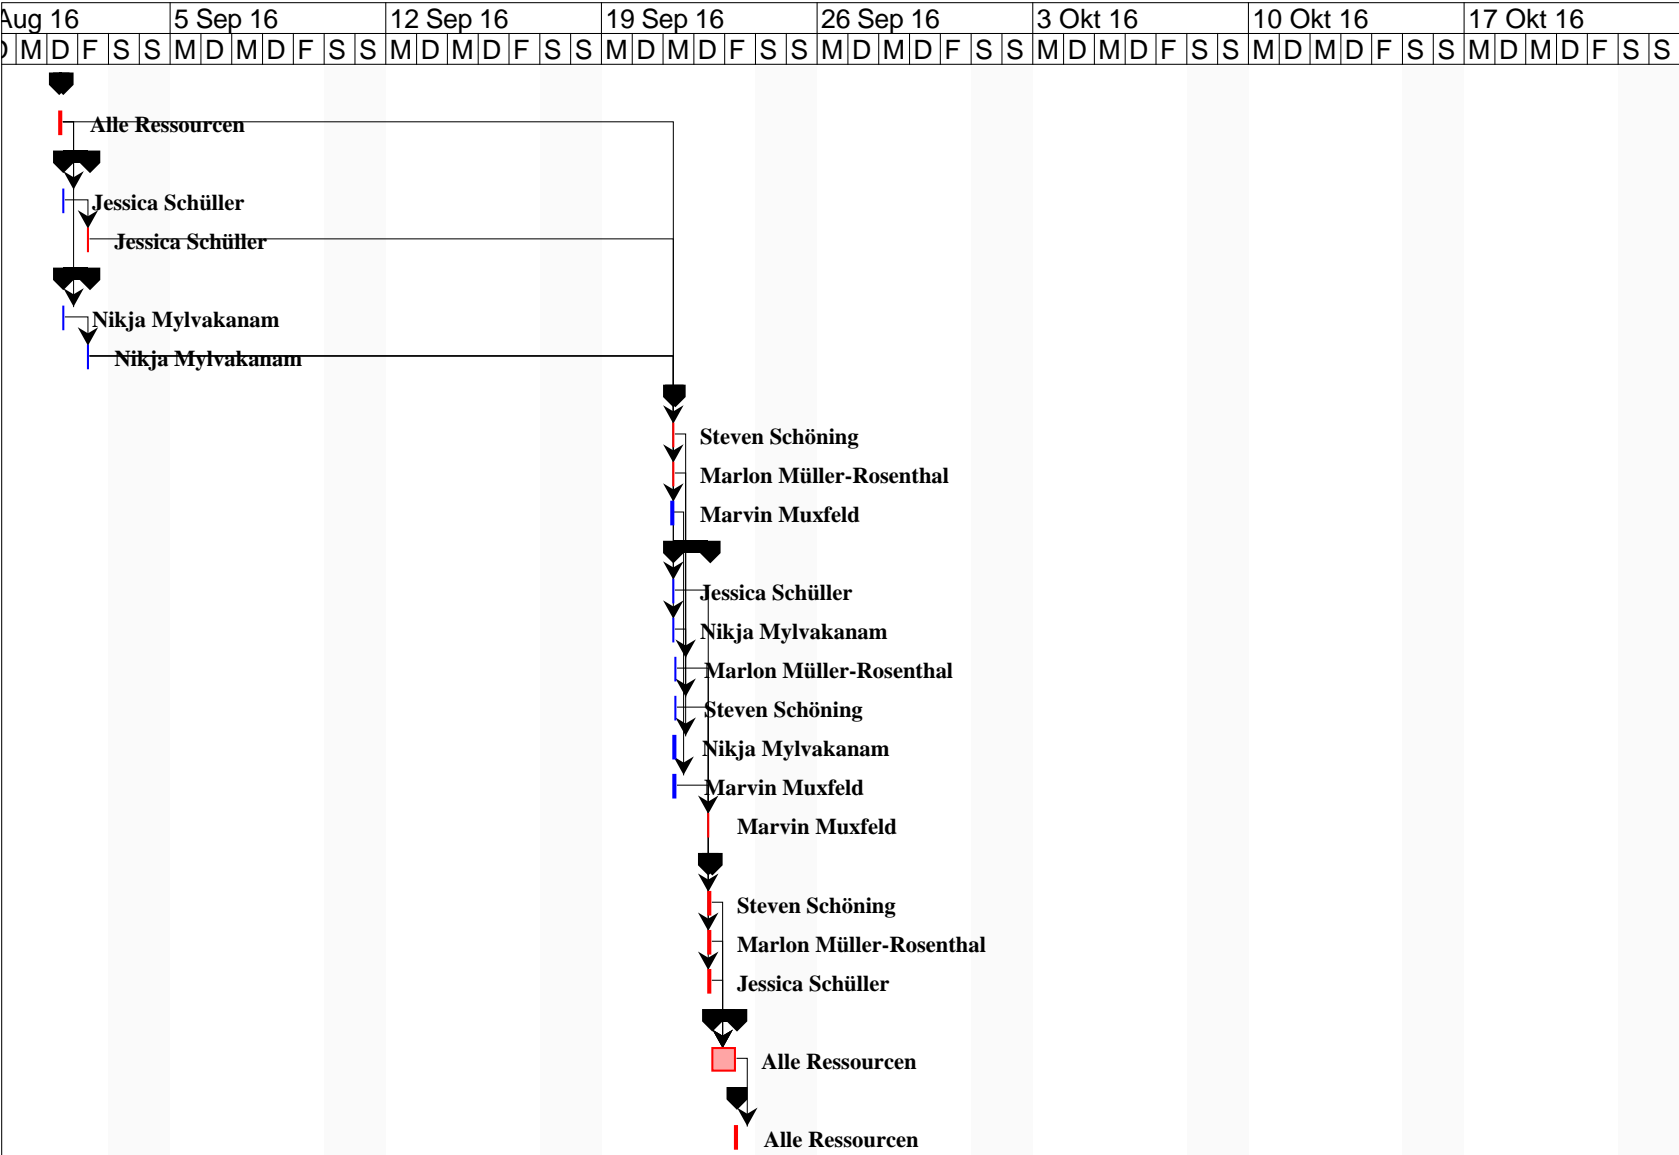 Aug 16 5 Sep 16 12 Sep 16 19 Sep 16 26 Sep 16 3 Okt 16 10 Okt 16 17 Okt 16
D M D F S S M D M D F S S M D M D F S S M D M D F S S M D M D F S S M D M D F S S M D M D F S S M D M D F S S
Alle Ressourcen
Jessica Schüller
Jessica Schüller
Nikja Mylvakanam
Nikja Mylvakanam
Steven Schöning
Marlon Müller-Rosenthal
Marvin Muxfeld
Jessica Schüller
Nikja Mylvakanam
Marlon Müller-Rosenthal
Steven Schöning
Nikja Mylvakanam
Marvin Muxfeld
Marvin Muxfeld
Steven Schöning
Marlon Müller-Rosenthal
Jessica Schüller
Alle Ressourcen
Alle Ressourcen